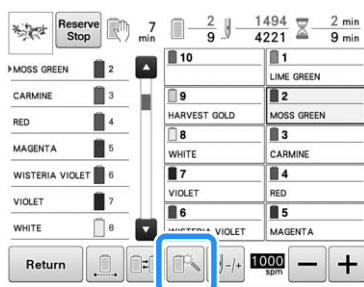 Reserve Stop 7 min 2 9 1494 4221 2 min 9 min
MOSS GREEN 2
CARMINE 3
RED 4
MAGENTA 5
WISTERIA VIOLET 6
VIOLET 7
WHITE 8
10
1 LIME GREEN
9 HARVEST GOLD
2 MOSS GREEN
8 WHITE
3 CARMINE
7 VIOLET
4 RED
6 WISTERIA VIOLET
5 MAGENTA
Return -/+ 1000 spm − +